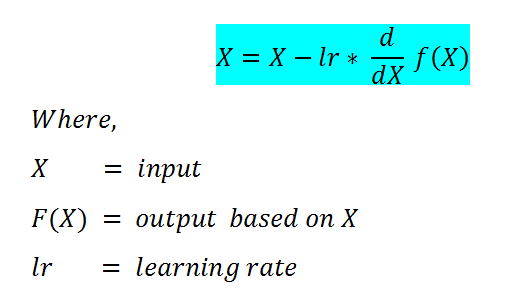 X = X − lr * d/dX f(X)
Where,
X = input
F(X) = output based on X
lr = learning rate